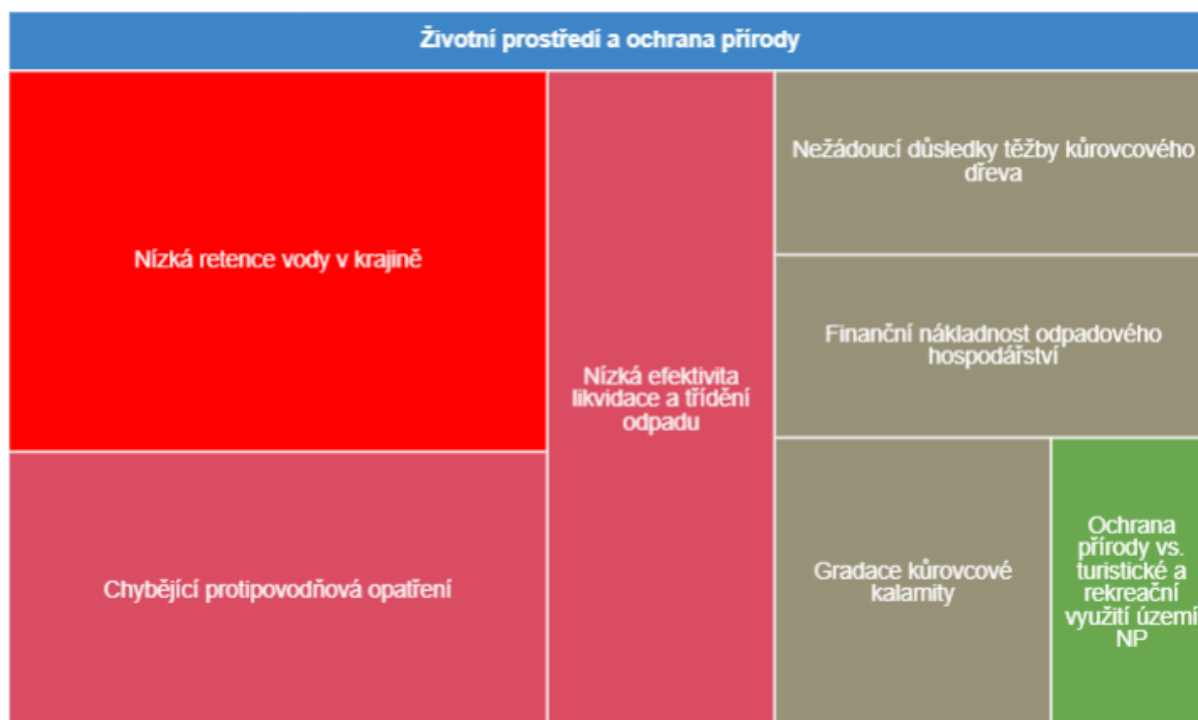 Životní prostředí a ochrana přírody
Nízká retence vody v krajině
Chybějící protipovodňová opatření
Nízká efektivita
likvidace a třídění
odpadu
Nežádoucí důsledky těžby kůrovcového
dřeva
Finanční nákladnost odpadového
hospodářství
Gradace kůrovcové
kalamity
Ochrana
přírody vs.
turistické a
rekreační
využití území
NP